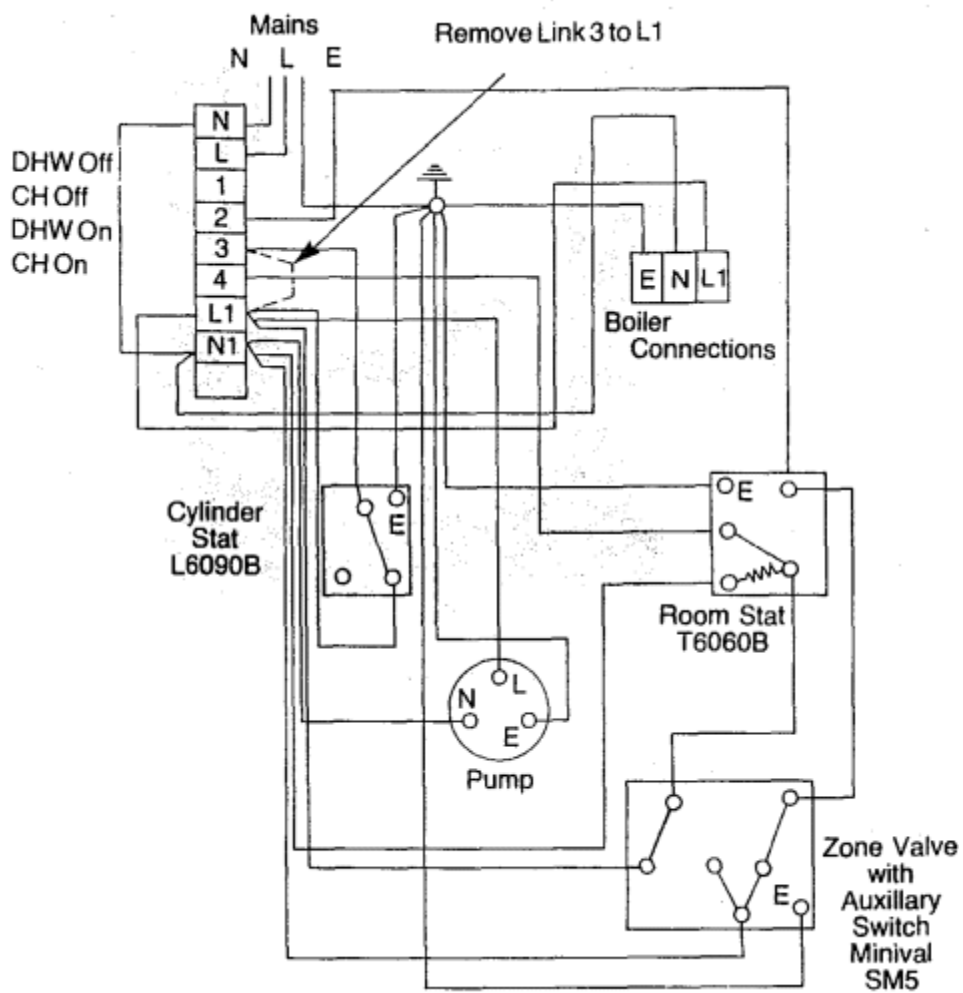 Mains
N L E
Remove Link 3 to L1
N
L
1
2
3
4
L1
N1
DHW Off
CH Off
DHW On
CH On
E N L1
Boiler
Connections
Cylinder
Stat
L6090B
E
E
Room Stat
T6060B
N
L
E
Pump
E
Zone Valve
with
Auxillary
Switch
Minival
SM5